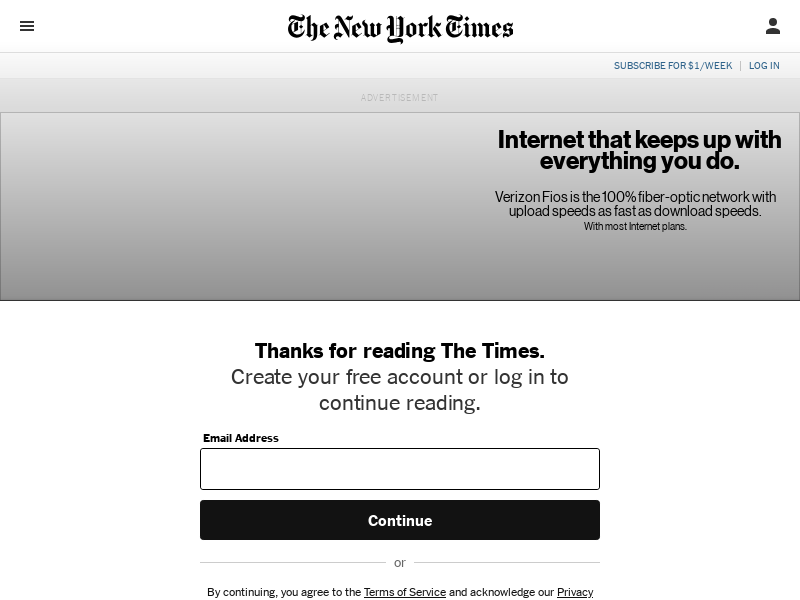 The New York Times
SUBSCRIBE FOR $1/WEEK | LOG IN
ADVERTISEMENT
Internet that keeps up with
everything you do.
Verizon Fios is the 100% fiber-optic network with
upload speeds as fast as download speeds.
With most Internet plans.
Thanks for reading The Times.
Create your free account or log in to
continue reading.
Email Address
Continue
or
By continuing, you agree to the Terms of Service and acknowledge our Privacy